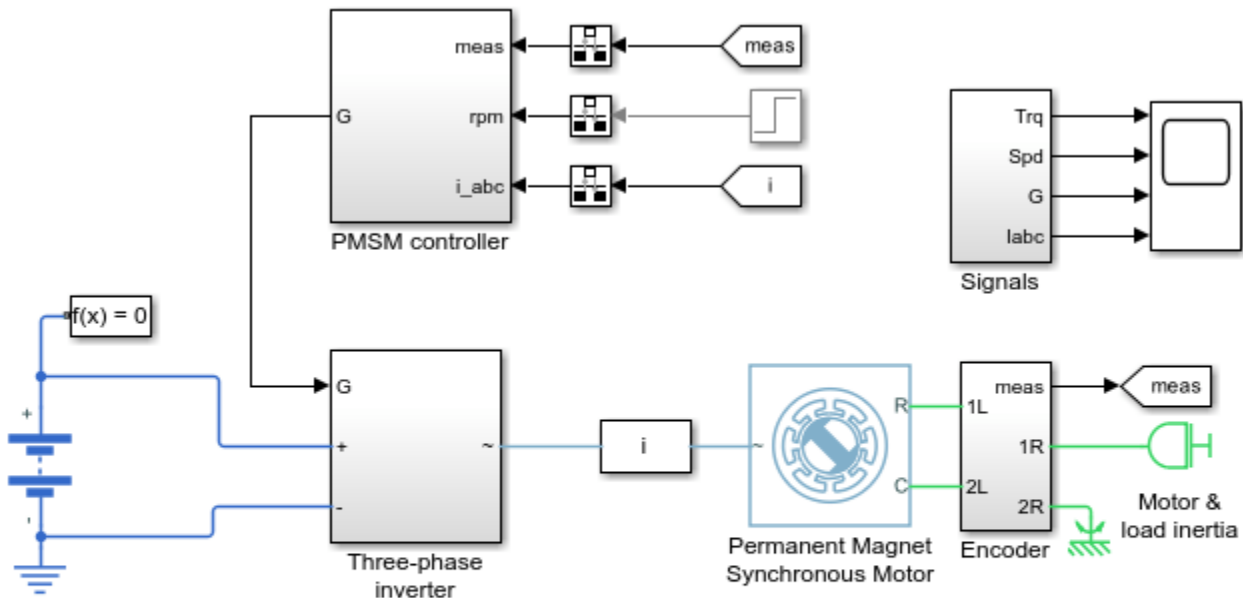 meas
meas
G
rpm
i_abc
i
PMSM controller
Trq
Spd
G
Iabc
Signals
f(x) = 0
+
-
G
+
-
~
Three-phase
inverter
i
~
R
C
Permanent Magnet
Synchronous Motor
1L
2L
meas
1R
2R
Encoder
meas
Motor &
load inertia